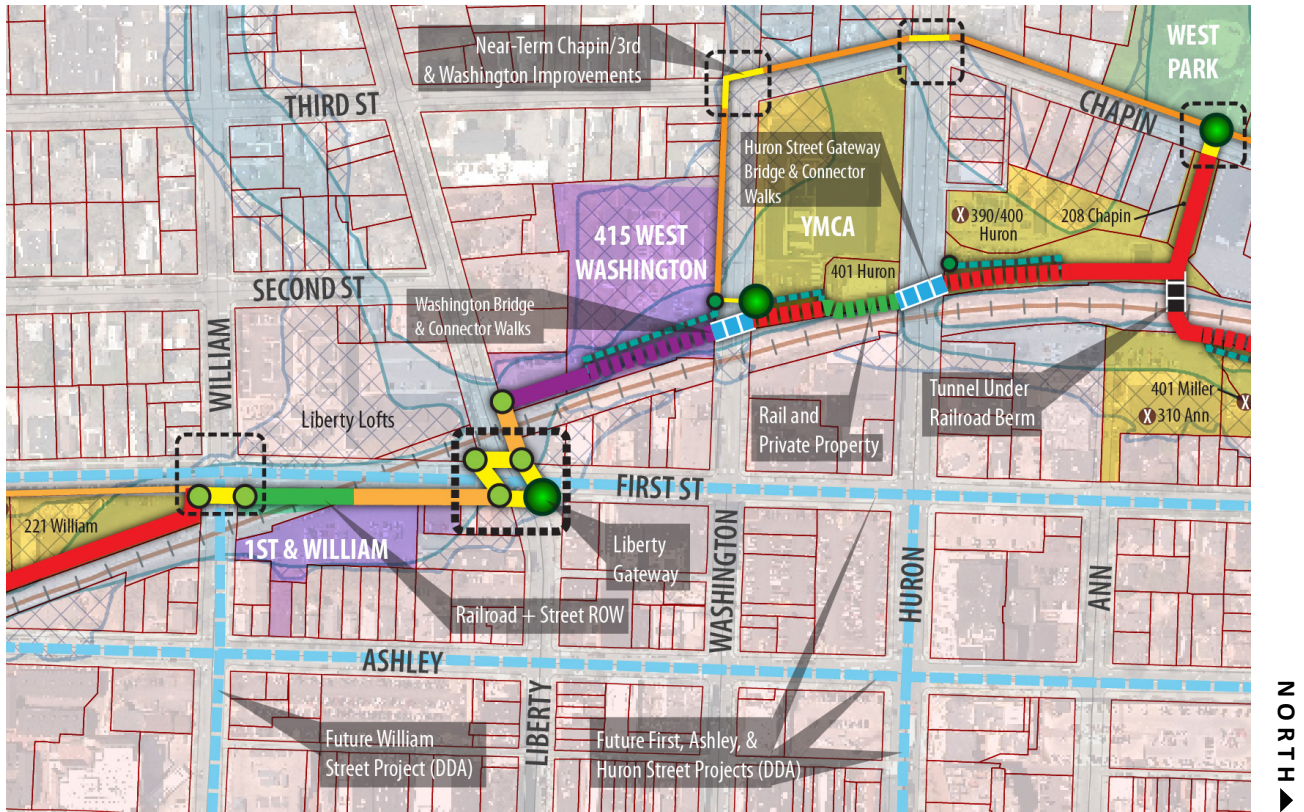 Near-Term Chapin/3rd
& Washington Improvements
WEST
PARK
THIRD ST
CHAPIN
Huron Street Gateway
Bridge & Connector
Walks
X 390/400
Huron
208 Chapin
415 WEST
WASHINGTON
YMCA
401 Huron
SECOND ST
Washington Bridge
& Connector Walks
WILLIAM
Liberty Lofts
Rail and
Private Property
Tunnel Under
Railroad Berm
401 Miller
X
X 310 Ann
FIRST ST
221 William
1ST & WILLIAM
Liberty
Gateway
Railroad + Street ROW
WASHINGTON
HURON
ANN
ASHLEY
LIBERTY
Future William
Street Project (DDA)
Future First, Ashley, &
Huron Street Projects (DDA)
NORTH